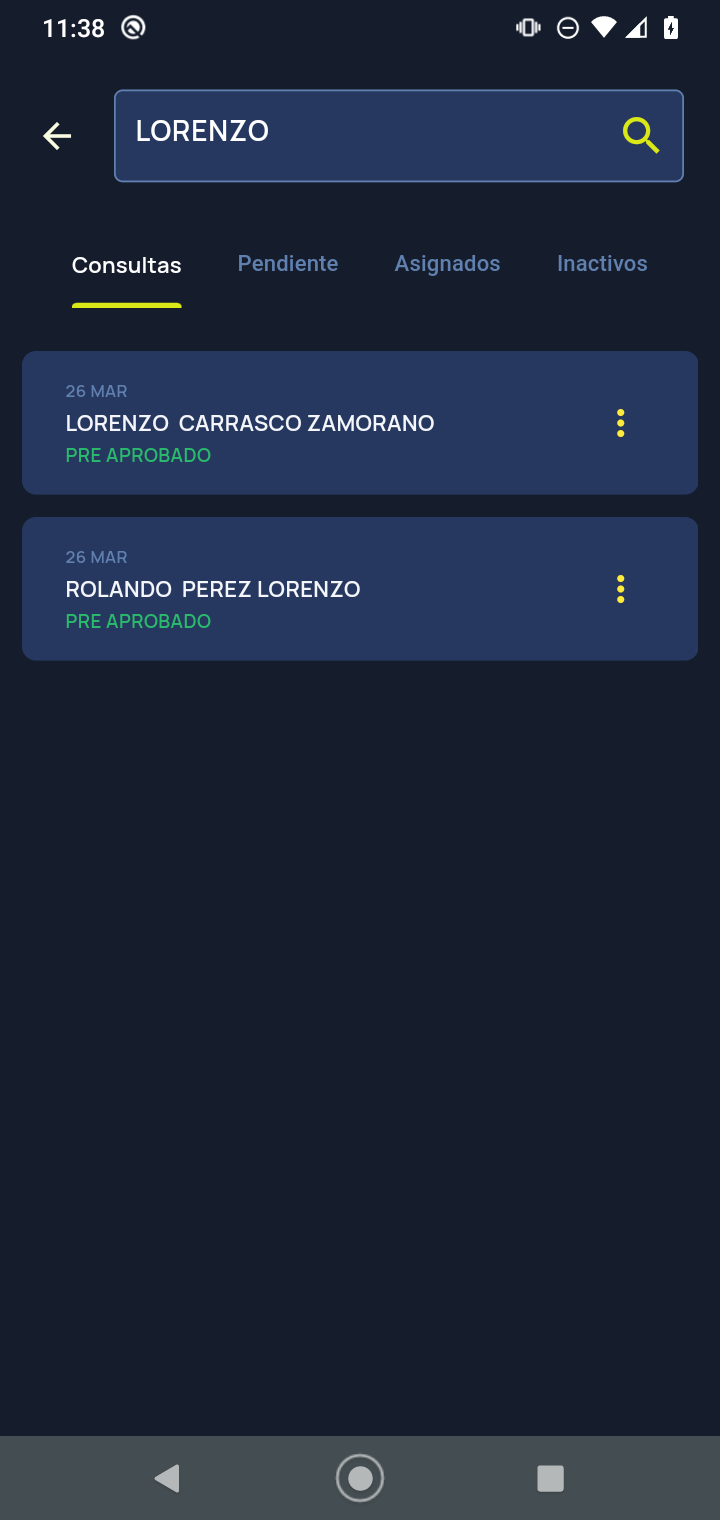 11:38
LORENZO
Consultas Pendiente Asignados Inactivos
26 MAR
LORENZO  CARRASCO ZAMORANO
PRE APROBADO
26 MAR
ROLANDO  PEREZ LORENZO
PRE APROBADO